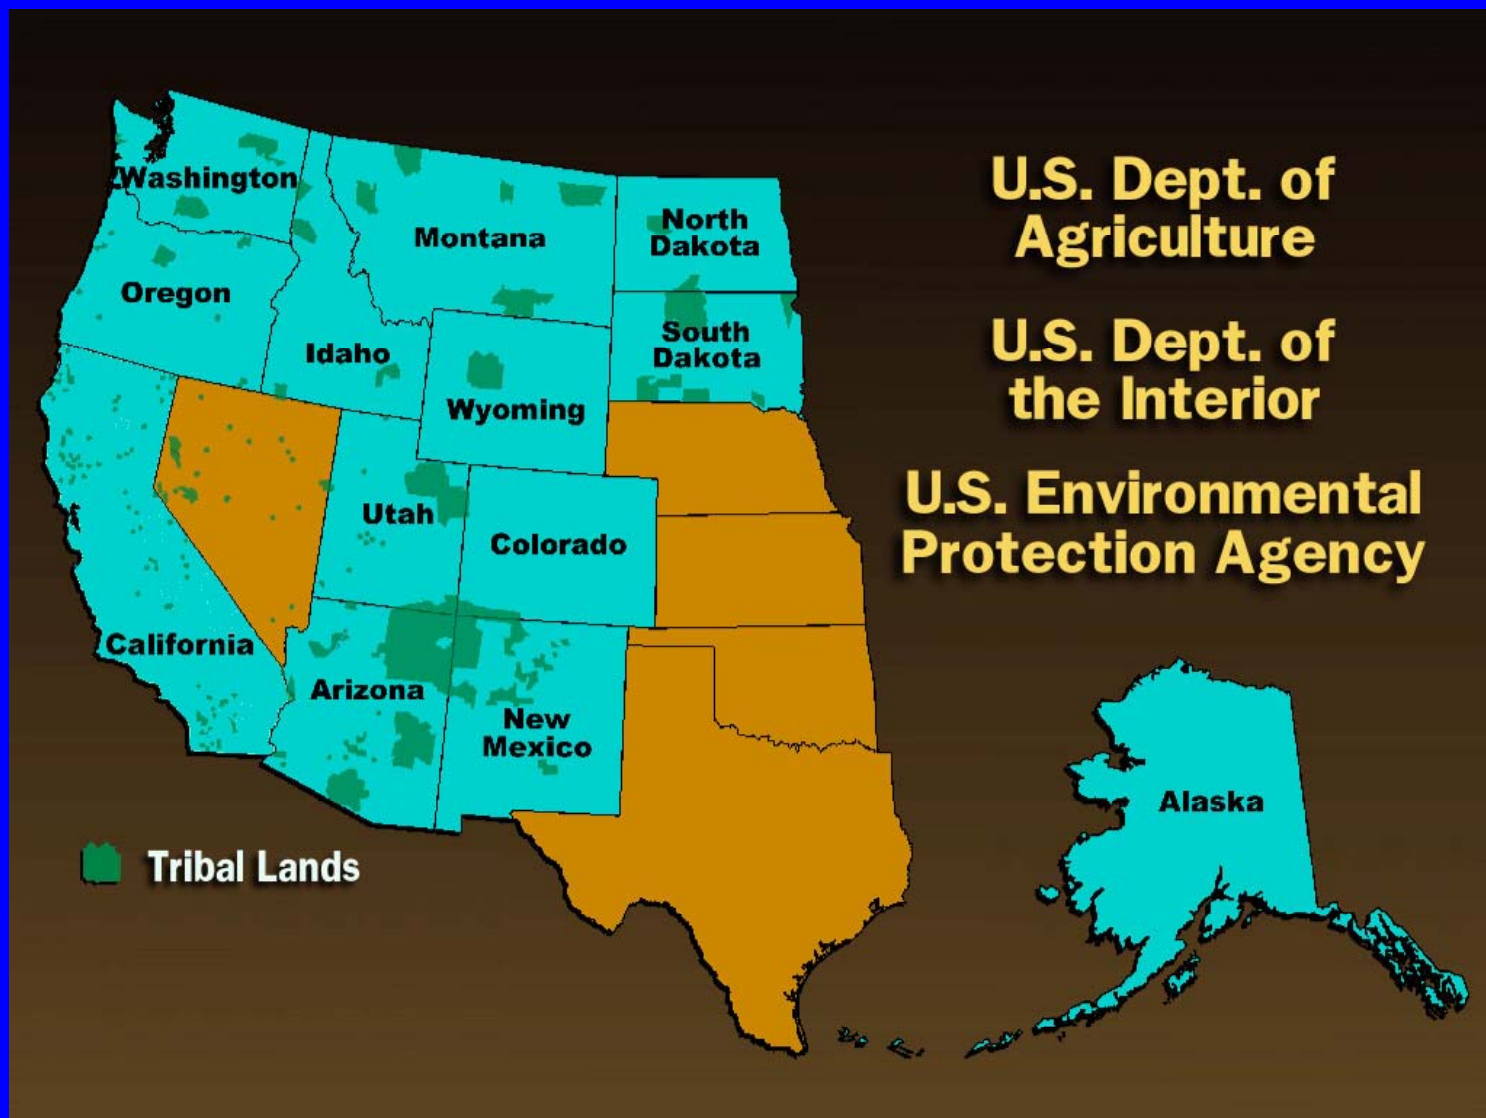 U.S. Dept. of
Agriculture
U.S. Dept. of
the Interior
U.S. Environmental
Protection Agency
Washington
Oregon
Idaho
Montana
North
Dakota
South
Dakota
Wyoming
Utah
Colorado
California
Arizona
New
Mexico
Alaska
Tribal Lands